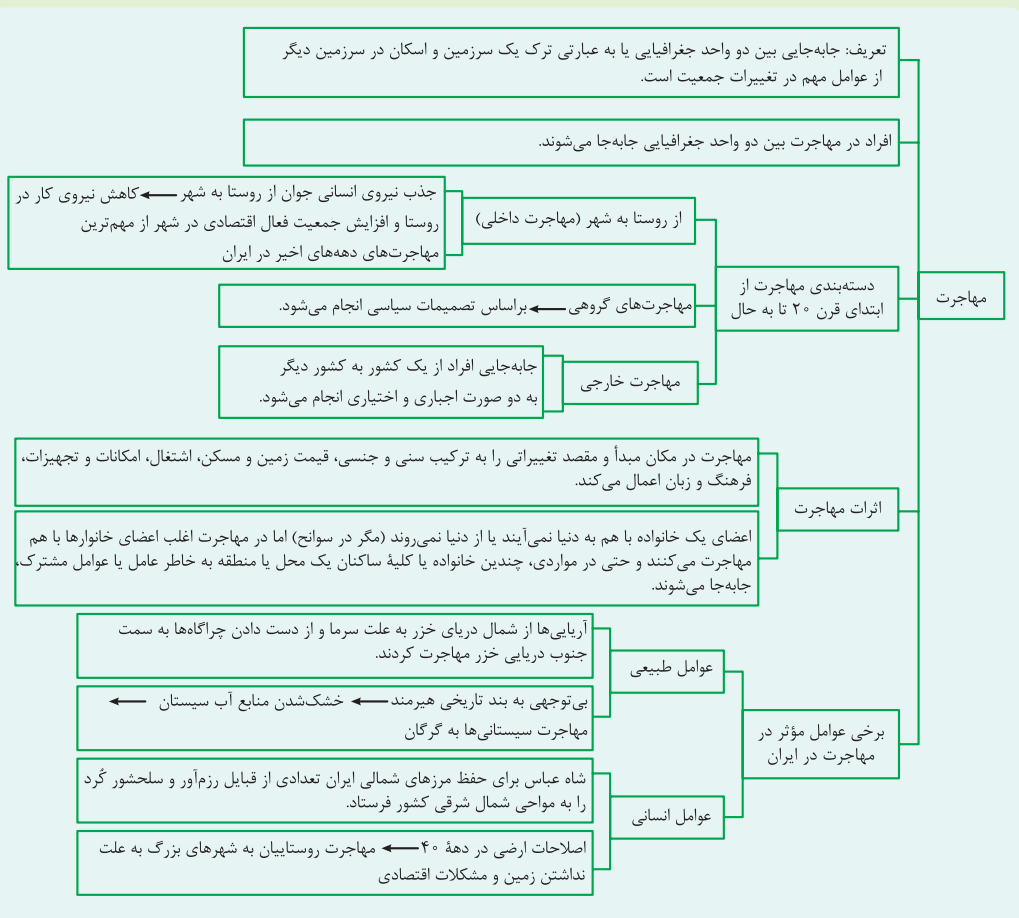 مهاجرت
تعریف: جابه‌جایی بین دو واحد جغرافیایی یا به عبارتی ترک یک سرزمین و اسکان در سرزمین دیگر
از عوامل مهم در تغییرات جمعیت است.
افراد در مهاجرت بین دو واحد جغرافیایی جابه‌جا می‌شوند.
دسته‌بندی مهاجرت از
ابتدای قرن ۲۰ تا به حال
از روستا به شهر (مهاجرت داخلی)
جذب نیروی انسانی جوان از روستا به شهر ← کاهش نیروی کار در
روستا و افزایش جمعیت فعال اقتصادی در شهر از مهم‌ترین
مهاجرت‌های دهه‌های اخیر در ایران
مهاجرت‌های گروهی ← براساس تصمیمات سیاسی انجام می‌شود.
مهاجرت خارجی
جابه‌جایی افراد از یک کشور به کشور دیگر
به دو صورت اجباری و اختیاری انجام می‌شود.
اثرات مهاجرت
مهاجرت در مکان مبدأ و مقصد تغییراتی را به ترکیب سنی و جنسی، قیمت زمین و مسکن، اشتغال، امکانات و تجهیزات،
فرهنگ و زبان اعمال می‌کند.
اعضای یک خانواده با هم به دنیا نمی‌آیند یا از دنیا نمی‌روند (مگر در سوانح) اما در مهاجرت اغلب اعضای خانوارها با هم
مهاجرت می‌کنند و حتی در مواردی، چندین خانواده یا کلیهٔ ساکنان یک محل یا منطقه به خاطر عامل یا عوامل مشترک،
جابه‌جا می‌شوند.
برخی عوامل مؤثر در
مهاجرت در ایران
عوامل طبیعی
آریایی‌ها از شمال دریای خزر به علت سرما و از دست دادن چراگاه‌ها به سمت
جنوب دریایی خزر مهاجرت کردند.
بی‌توجهی به بند تاریخی هیرمند ← خشک‌شدن منابع آب سیستان ←
مهاجرت سیستانی‌ها به گرگان
عوامل انسانی
شاه عباس برای حفظ مرزهای شمالی ایران تعدادی از قبایل رزم‌آور و سلحشور کُرد
را به مواحی شمال شرقی کشور فرستاد.
اصلاحات ارضی در دههٔ ۴۰ ← مهاجرت روستاییان به شهرهای بزرگ به علت
نداشتن زمین و مشکلات اقتصادی